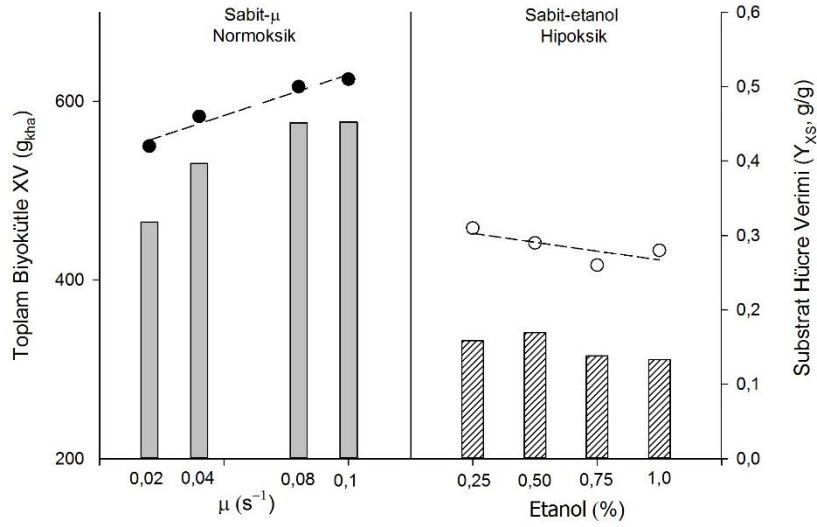 Sabit-μ
Normoksik
Sabit-etanol
Hipoksik
Toplam Biyokütle XV (g_kha)
600
400
200
0,6
0,5
0,4
0,3
0,2
0,1
0,0
Substrat Hücre Verimi (Y_XS, g/g)
0,02 0,04 0,08 0,1
μ (s⁻¹)
0,25 0,50 0,75 1,0
Etanol (%)